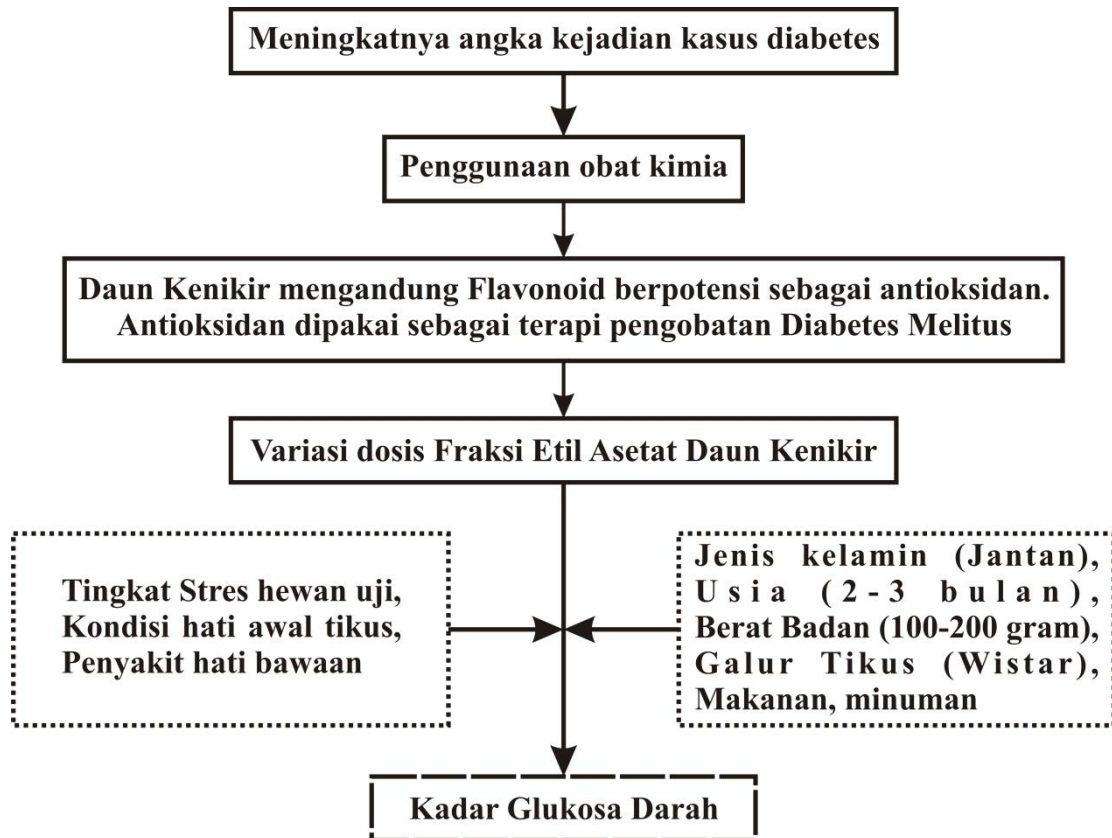 Meningkatnya angka kejadian kasus diabetes
Penggunaan obat kimia
Daun Kenikir mengandung Flavonoid berpotensi sebagai antioksidan.
Antioksidan dipakai sebagai terapi pengobatan Diabetes Melitus
Variasi dosis Fraksi Etil Asetat Daun Kenikir
Tingkat Stres hewan uji,
Kondisi hati awal tikus,
Penyakit hati bawaan
Jenis kelamin (Jantan),
Usia (2-3 bulan),
Berat Badan (100-200 gram),
Galur Tikus (Wistar),
Makanan, minuman
Kadar Glukosa Darah